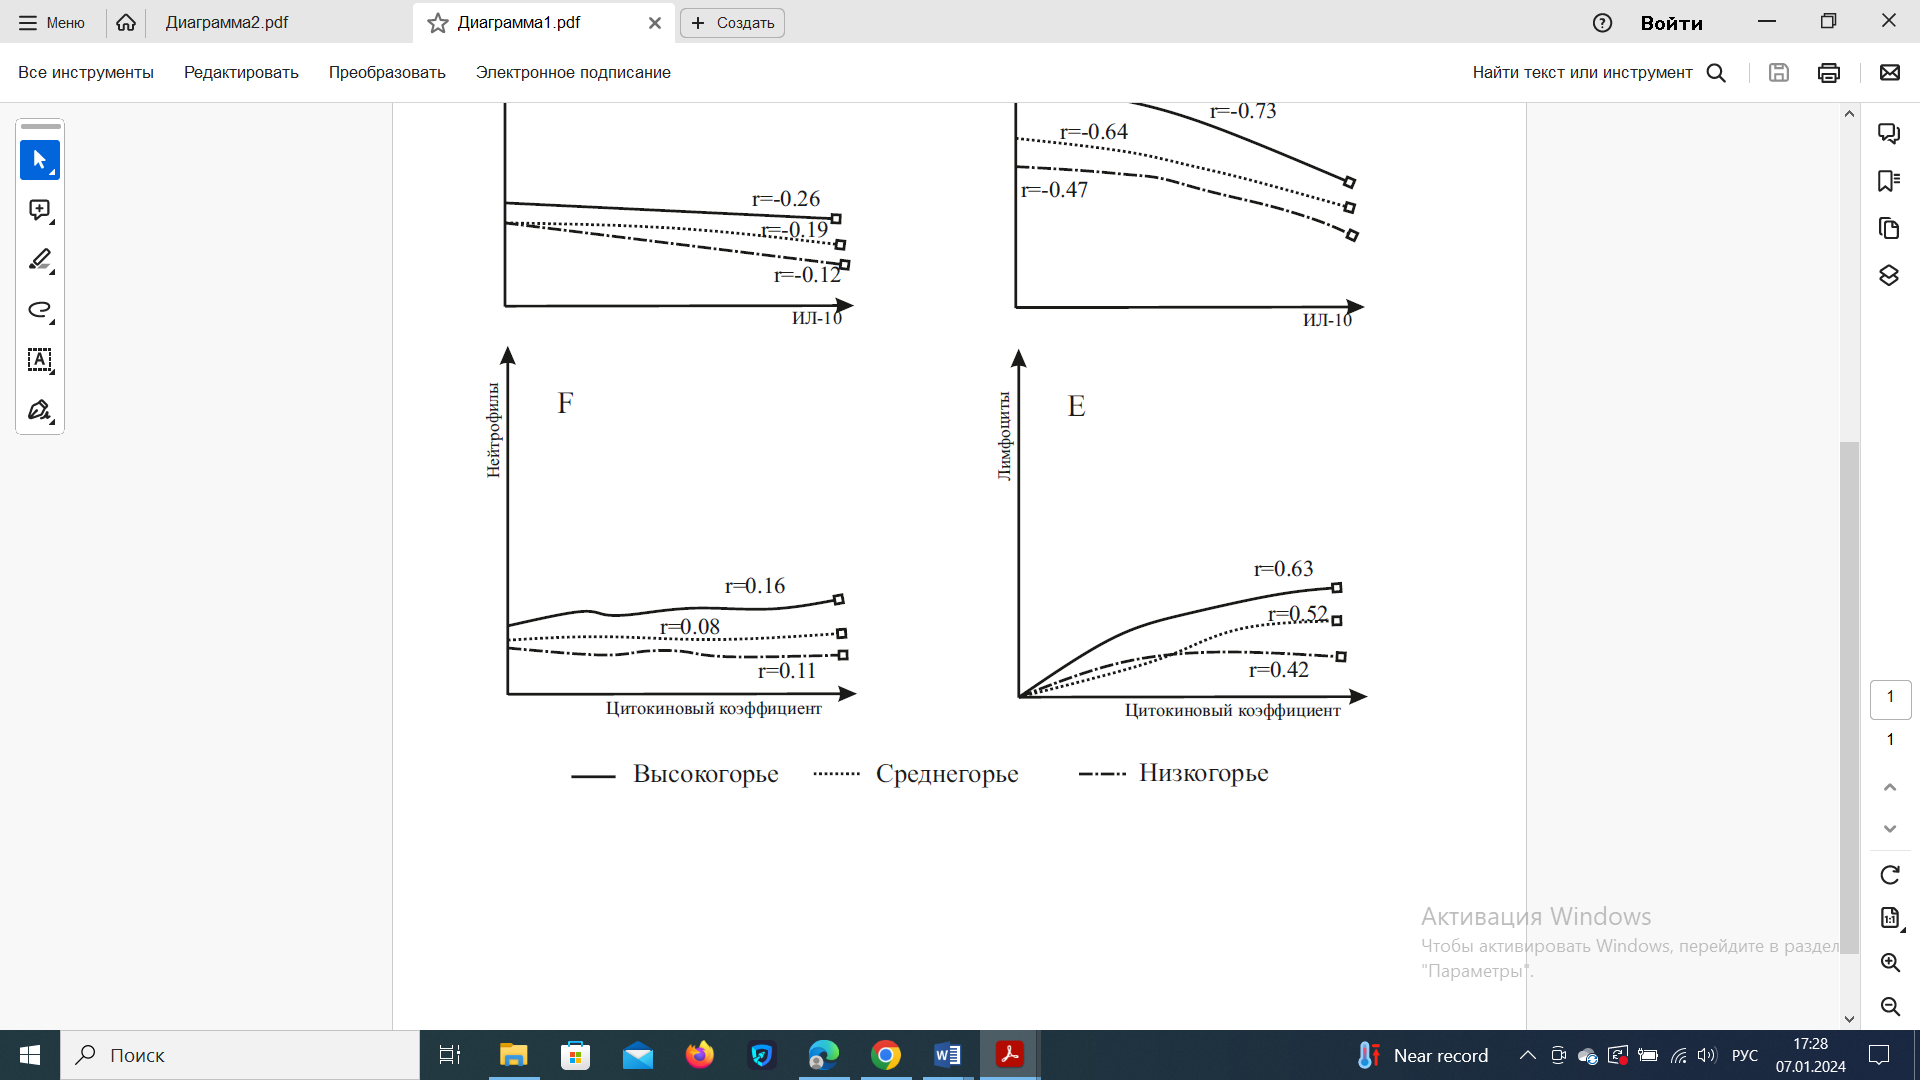 Меню
Диаграмма2.pdf
Диаграмма1.pdf
Создать
Войти
Все инструменты
Редактировать
Преобразовать
Электронное подписание
Найти текст или инструмент
r=-0.26
r=-0.19
r=-0.12
ИЛ-10
r=-0.73
r=-0.64
r=-0.47
ИЛ-10
F
Нейтрофилы
r=0.16
r=0.08
r=0.11
Цитокиновый коэффициент
E
Лимфоциты
r=0.63
r=0.52
r=0.42
Цитокиновый коэффициент
Высокогорье
Среднегорье
Низкогорье
1
1
1:1
Активация Windows
Чтобы активировать Windows, перейдите в раздел
"Параметры".
Поиск
Near record
РУС
17:28
07.01.2024